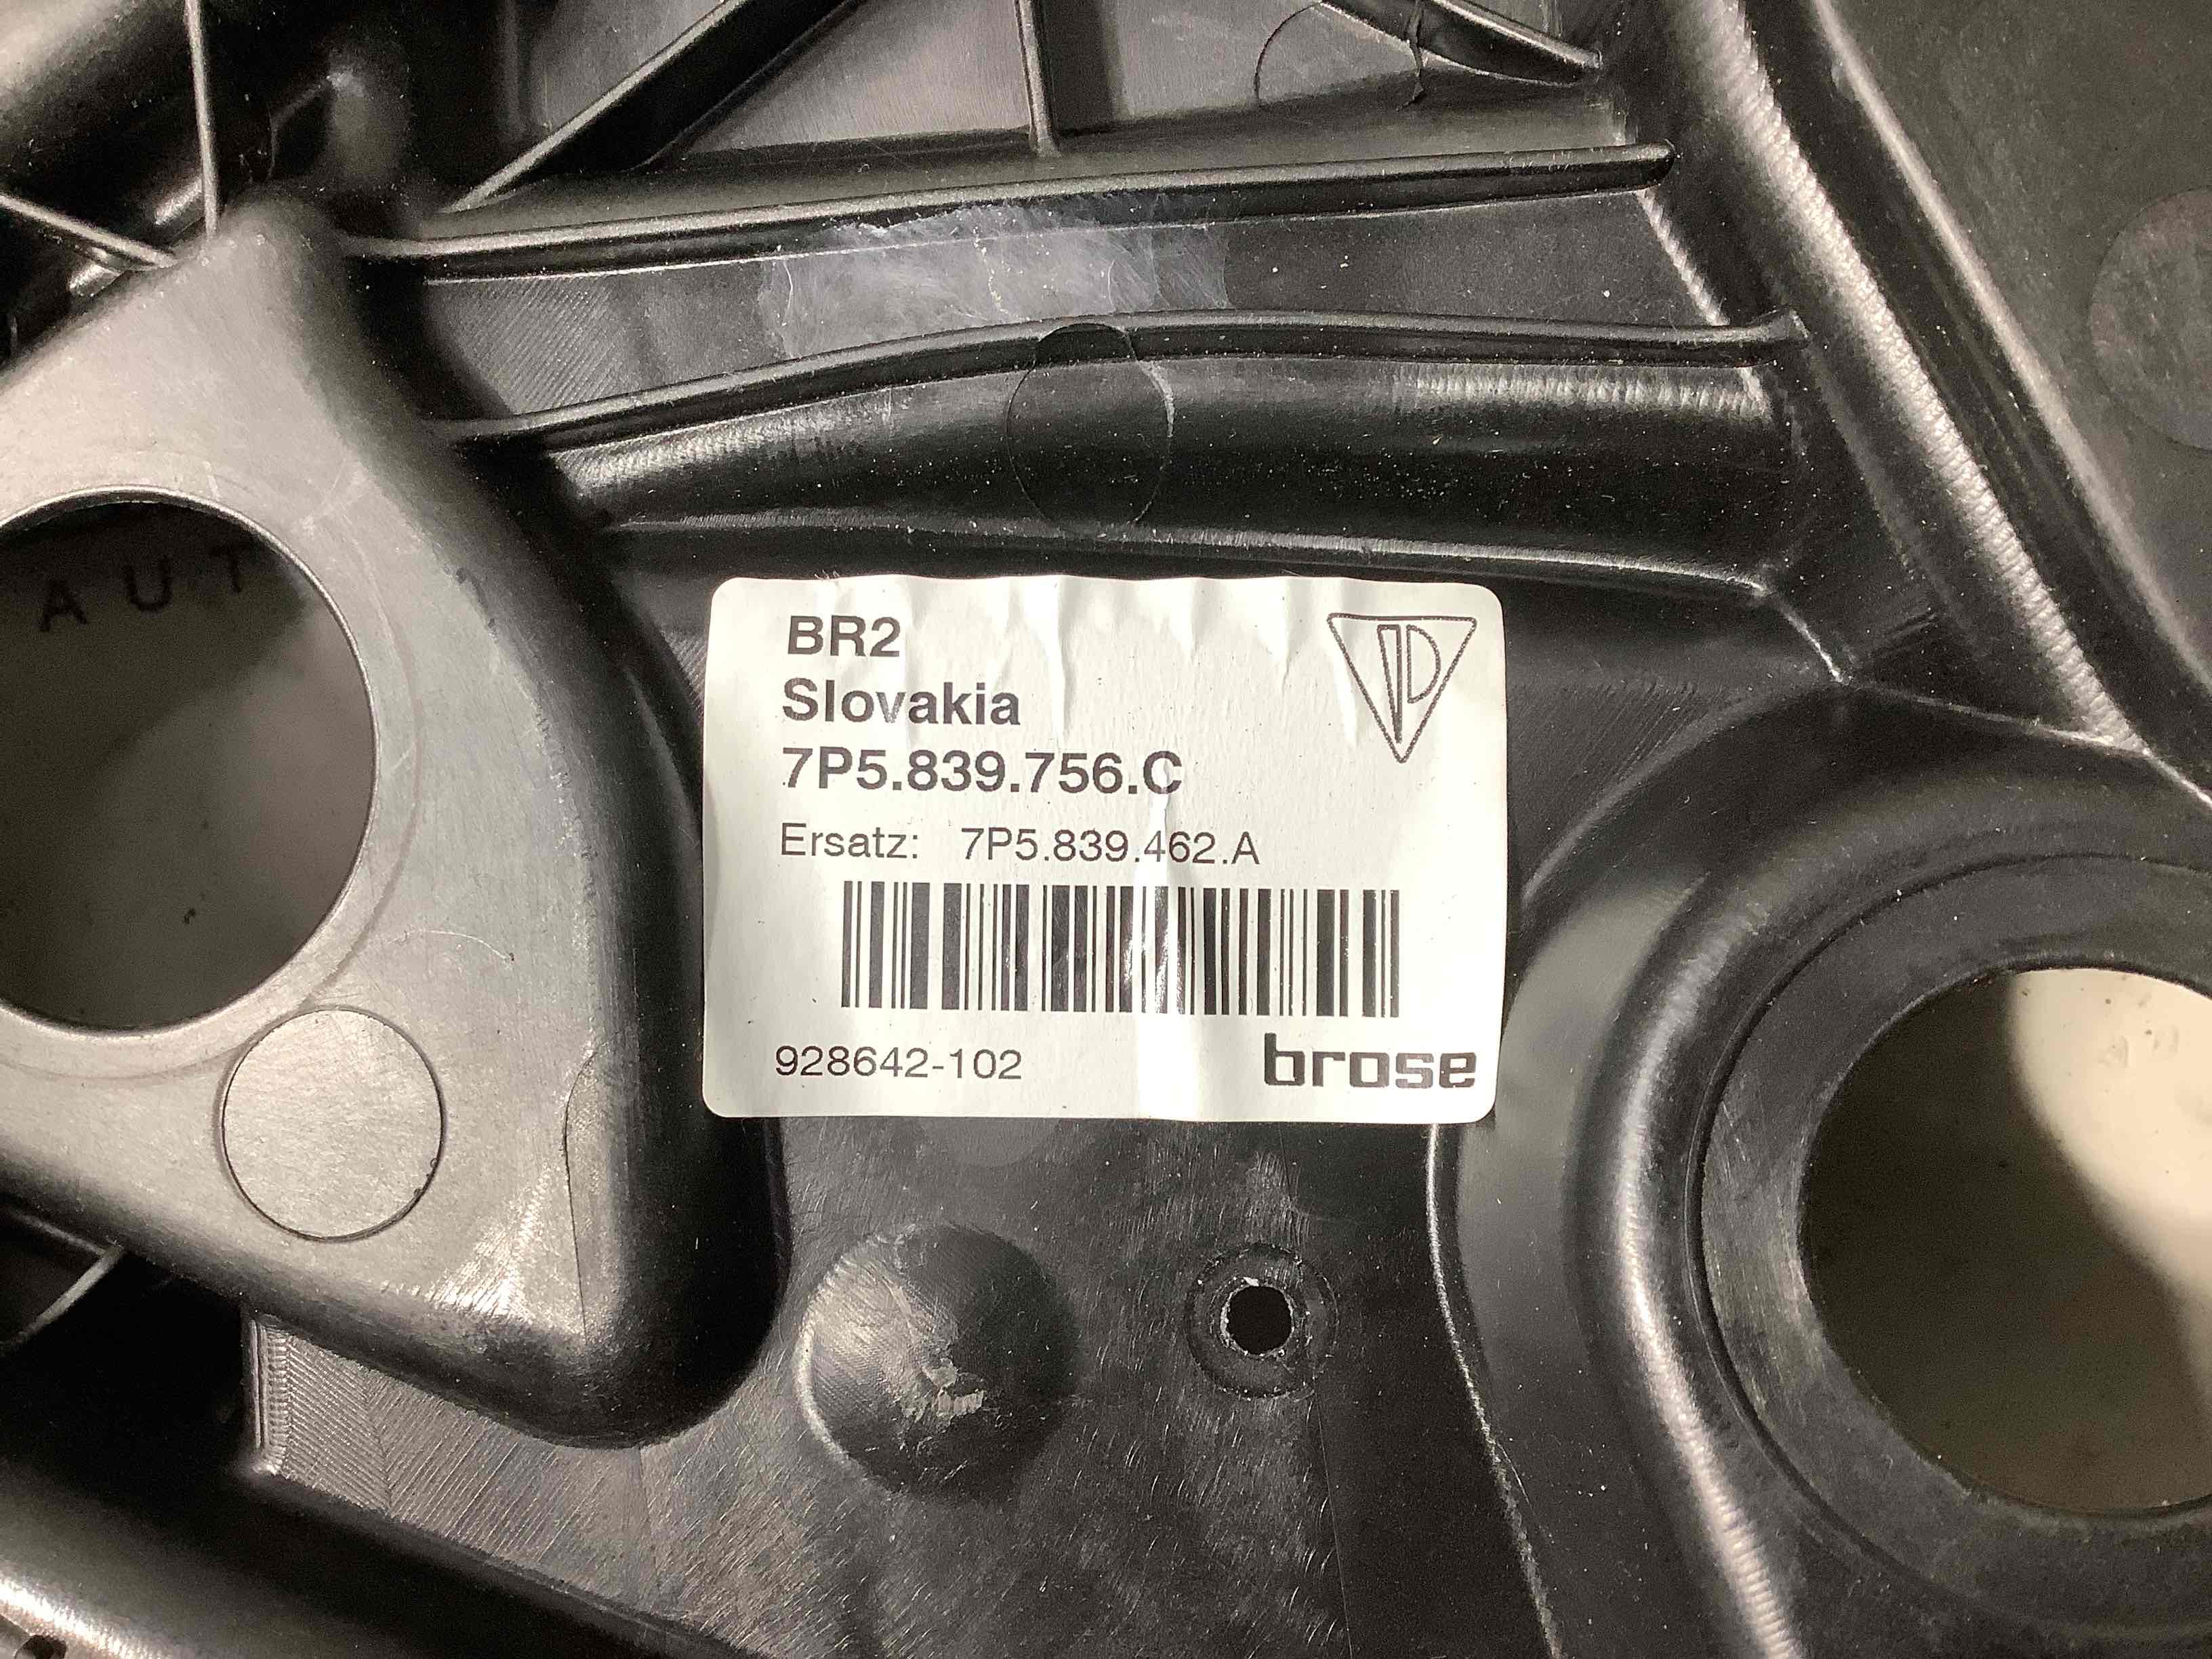 AUT
BR2
Slovakia
7P5.839.756.C
Ersatz: 7P5.839.462.A
928642-102
brose